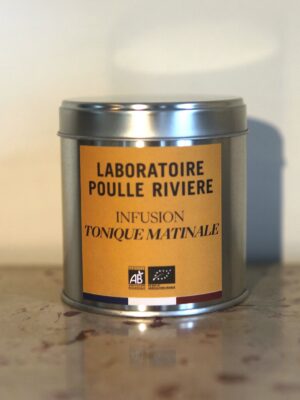 LABORATOIRE
POULLE RIVIERE
INFUSION
TONIQUE MATINALE
AB